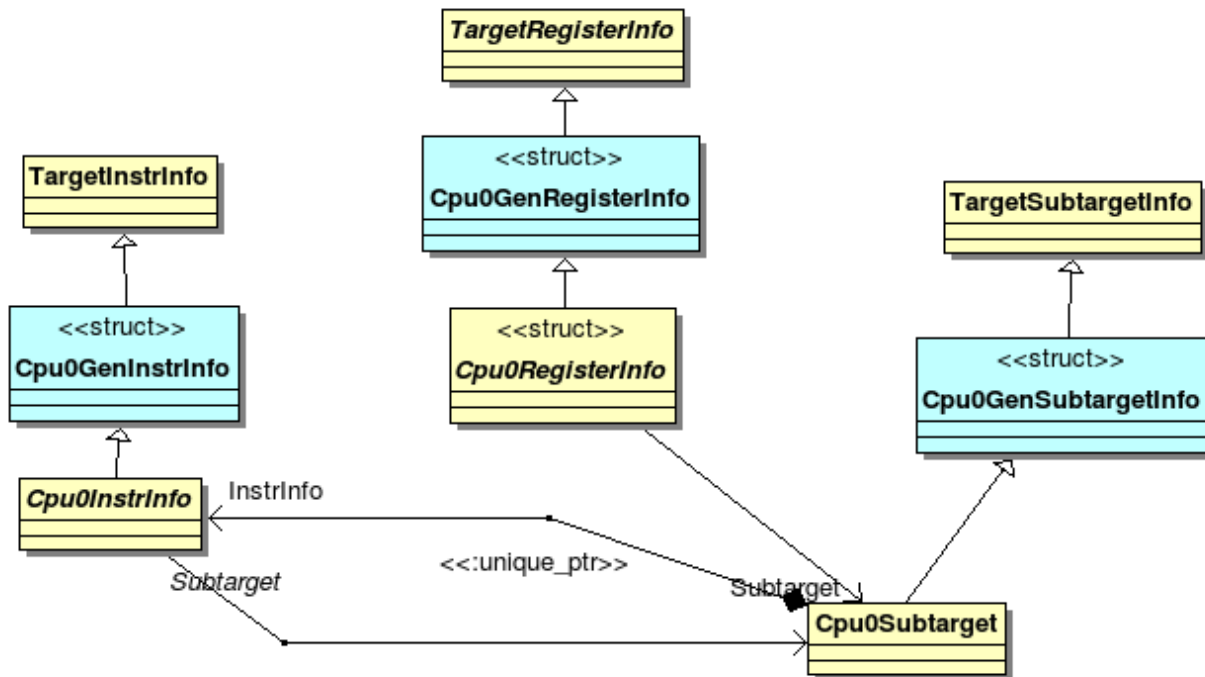 TargetRegisterInfo
<<struct>>
Cpu0GenRegisterInfo
TargetInstrInfo
TargetSubtargetInfo
<<struct>>
Cpu0GenInstrInfo
<<struct>>
Cpu0RegisterInfo
<<struct>>
Cpu0GenSubtargetInfo
Cpu0InstrInfo
InstrInfo
<<:unique_ptr>>
Subtarget
Subtarget
Cpu0Subtarget